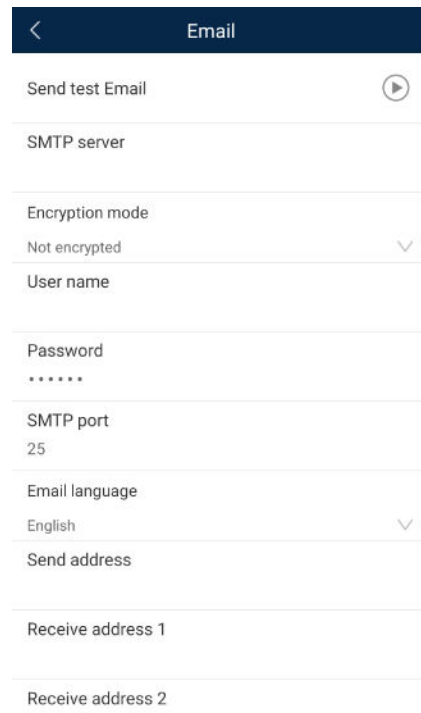 Email
Send test Email
SMTP server
Encryption mode
Not encrypted
User name
Password
••••••
SMTP port
25
Email language
English
Send address
Receive address 1
Receive address 2